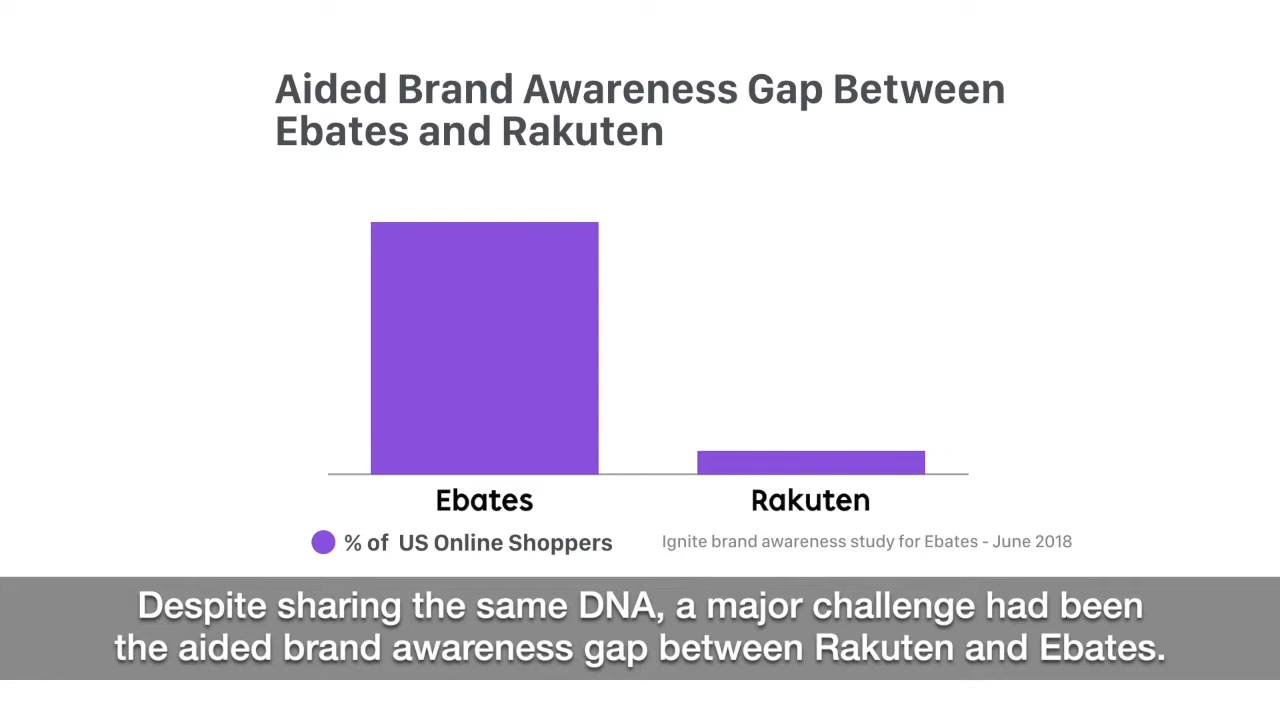 Aided Brand Awareness Gap Between
Ebates and Rakuten
Ebates
Rakuten
% of US Online Shoppers
Ignite brand awareness study for Ebates - June 2018
Despite sharing the same DNA, a major challenge had been
the aided brand awareness gap between Rakuten and Ebates.